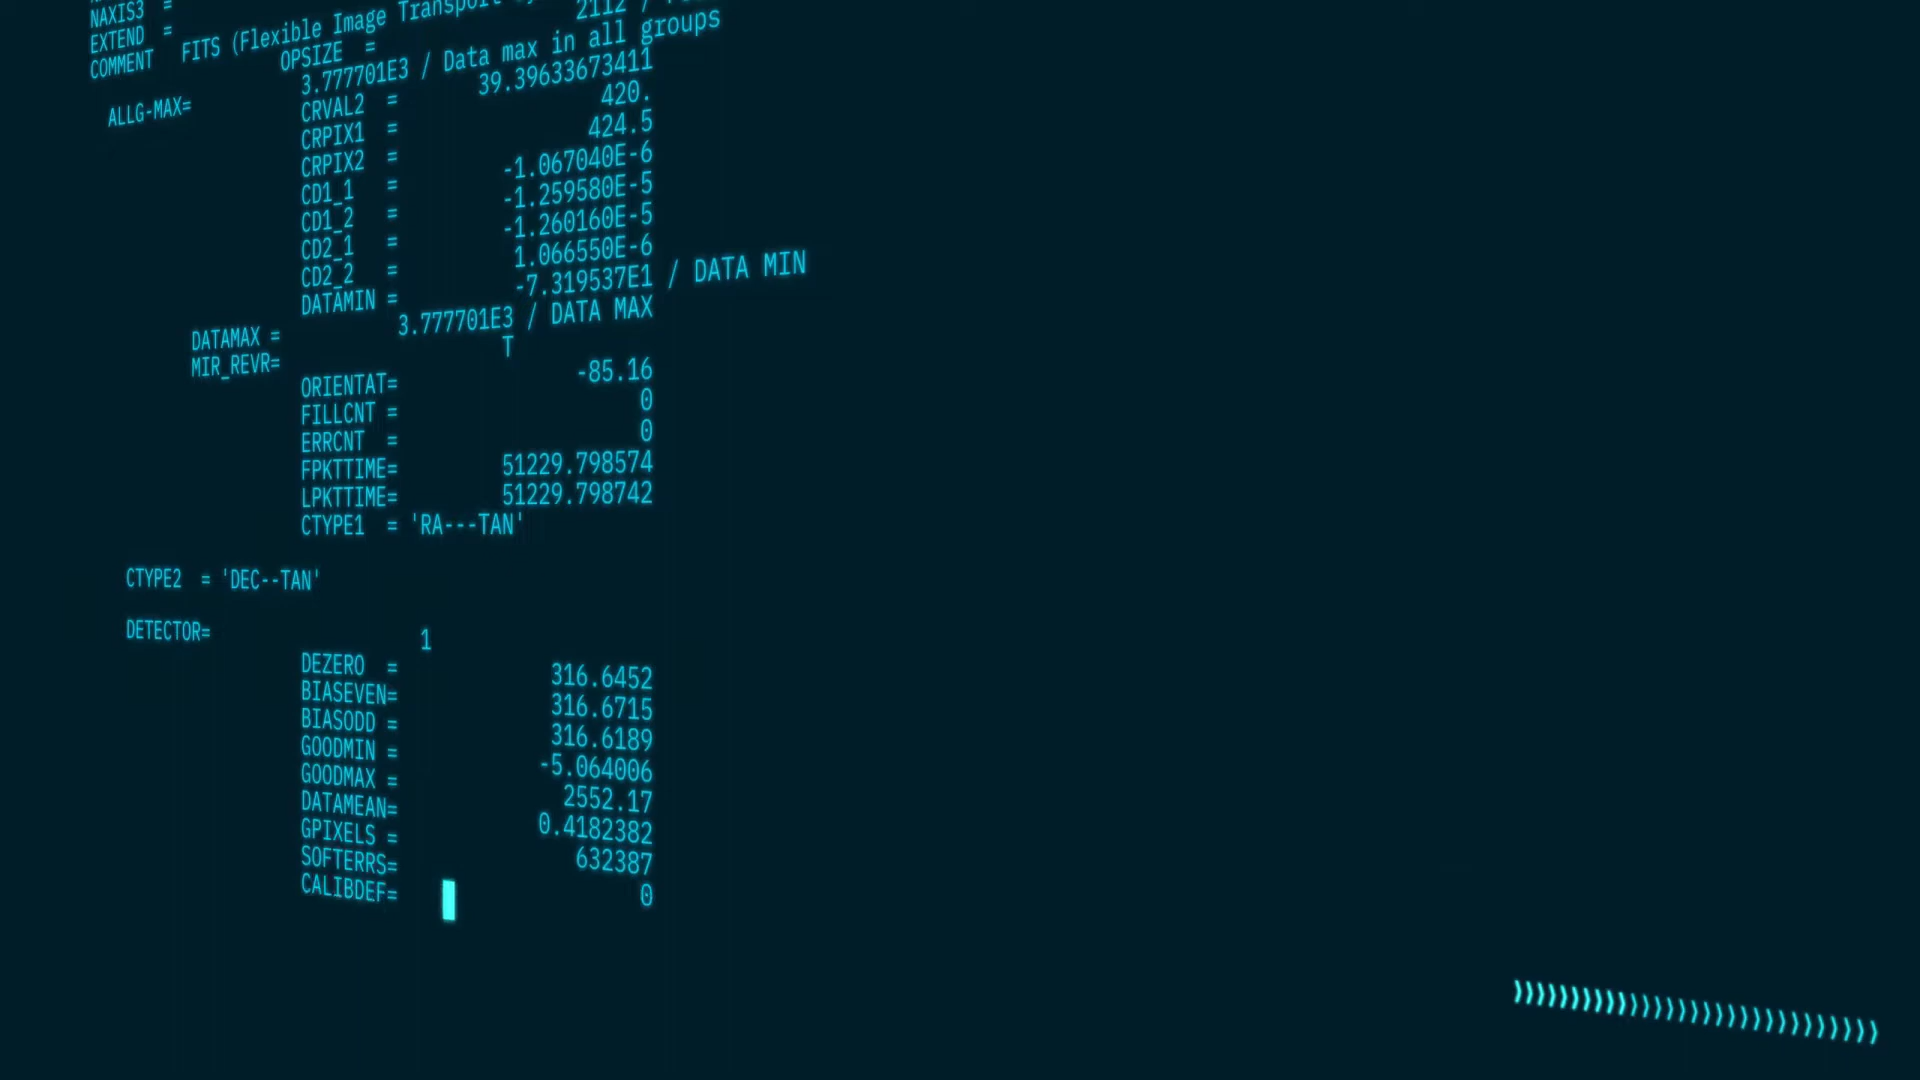 NAXIS3 =
EXTEND =
COMMENT FITS (Flexible Image Transport
OPSIZE = 2112 /
ALLG-MAX= 3.777701E3 / Data max in all groups
CRVAL2 = 39.39633673411
CRPIX1 = 420.
CRPIX2 = 424.5
CD1_1 = -1.067040E-6
CD1_2 = -1.259580E-5
CD2_1 = -1.260160E-5
CD2_2 = 1.066550E-6
DATAMIN = -7.319537E1 / DATA MIN
DATAMAX = 3.777701E3 / DATA MAX
MIR_REVR= T
ORIENTAT= -85.16
FILLCNT = 0
ERRCNT = 0
FPKTTIME= 51229.798574
LPKTTIME= 51229.798742
CTYPE1 = 'RA---TAN'
CTYPE2 = 'DEC--TAN'
DETECTOR= 1
DEZERO = 316.6452
BIASEVEN= 316.6715
BIASODD = 316.6189
GOODMIN = -5.064006
GOODMAX = 2552.17
DATAMEAN= 0.4182382
GPIXELS = 632387
SOFTERRS= 0
CALIBDEF=